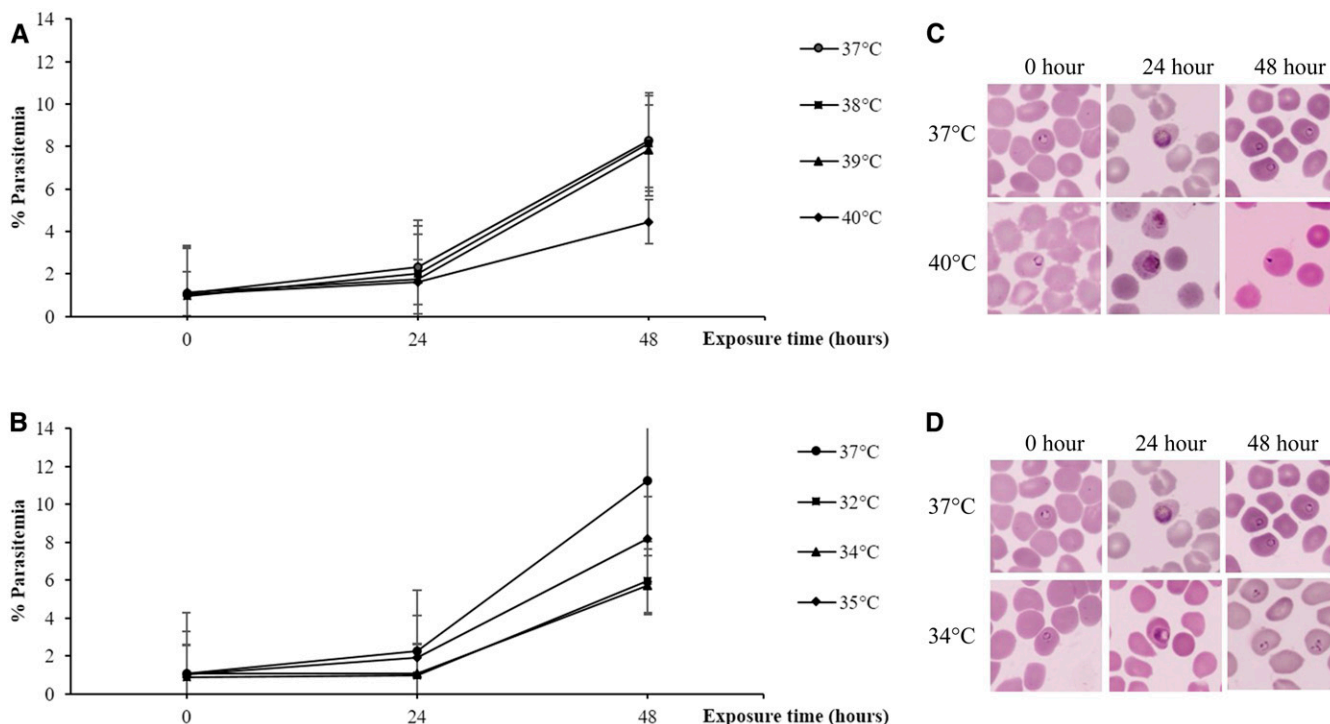 A
14
12
10
8
6
4
2
0
% Parasitemia
0
24
48
Exposure time (hours)
37°C
38°C
39°C
40°C
C
0 hour
24 hour
48 hour
37°C
40°C
B
14
12
10
8
6
4
2
0
% Parasitemia
0
24
48
Exposure time (hours)
37°C
32°C
34°C
35°C
D
0 hour
24 hour
48 hour
37°C
34°C